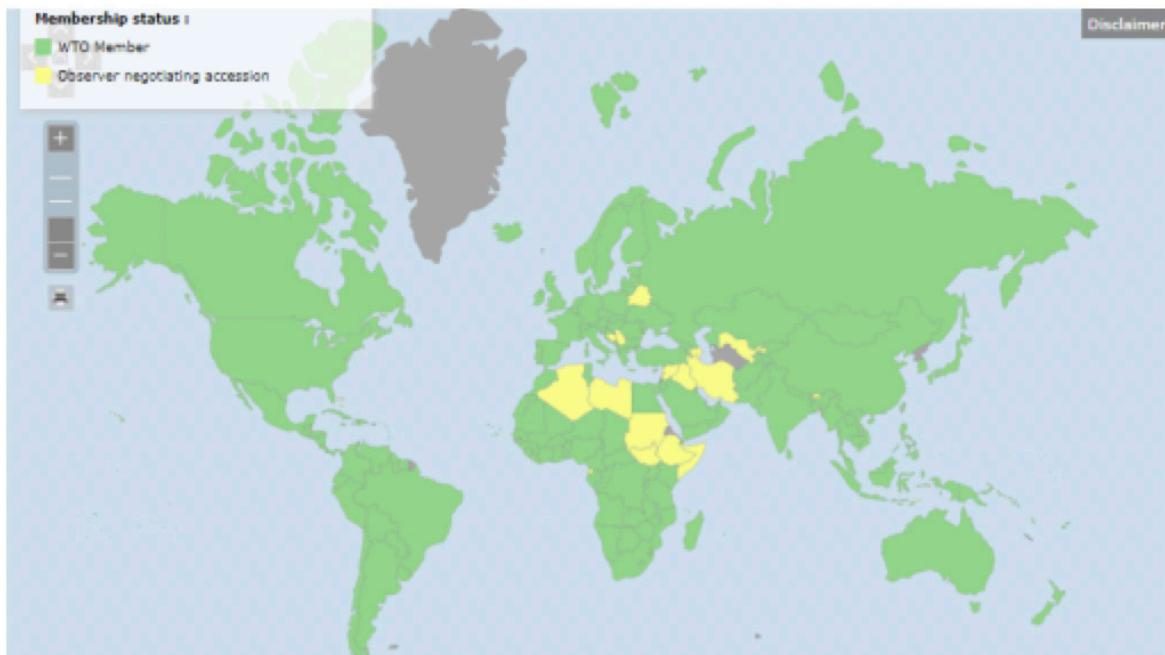 Membership status :
WTO Member
Observer negotiating accession
Disclaimer